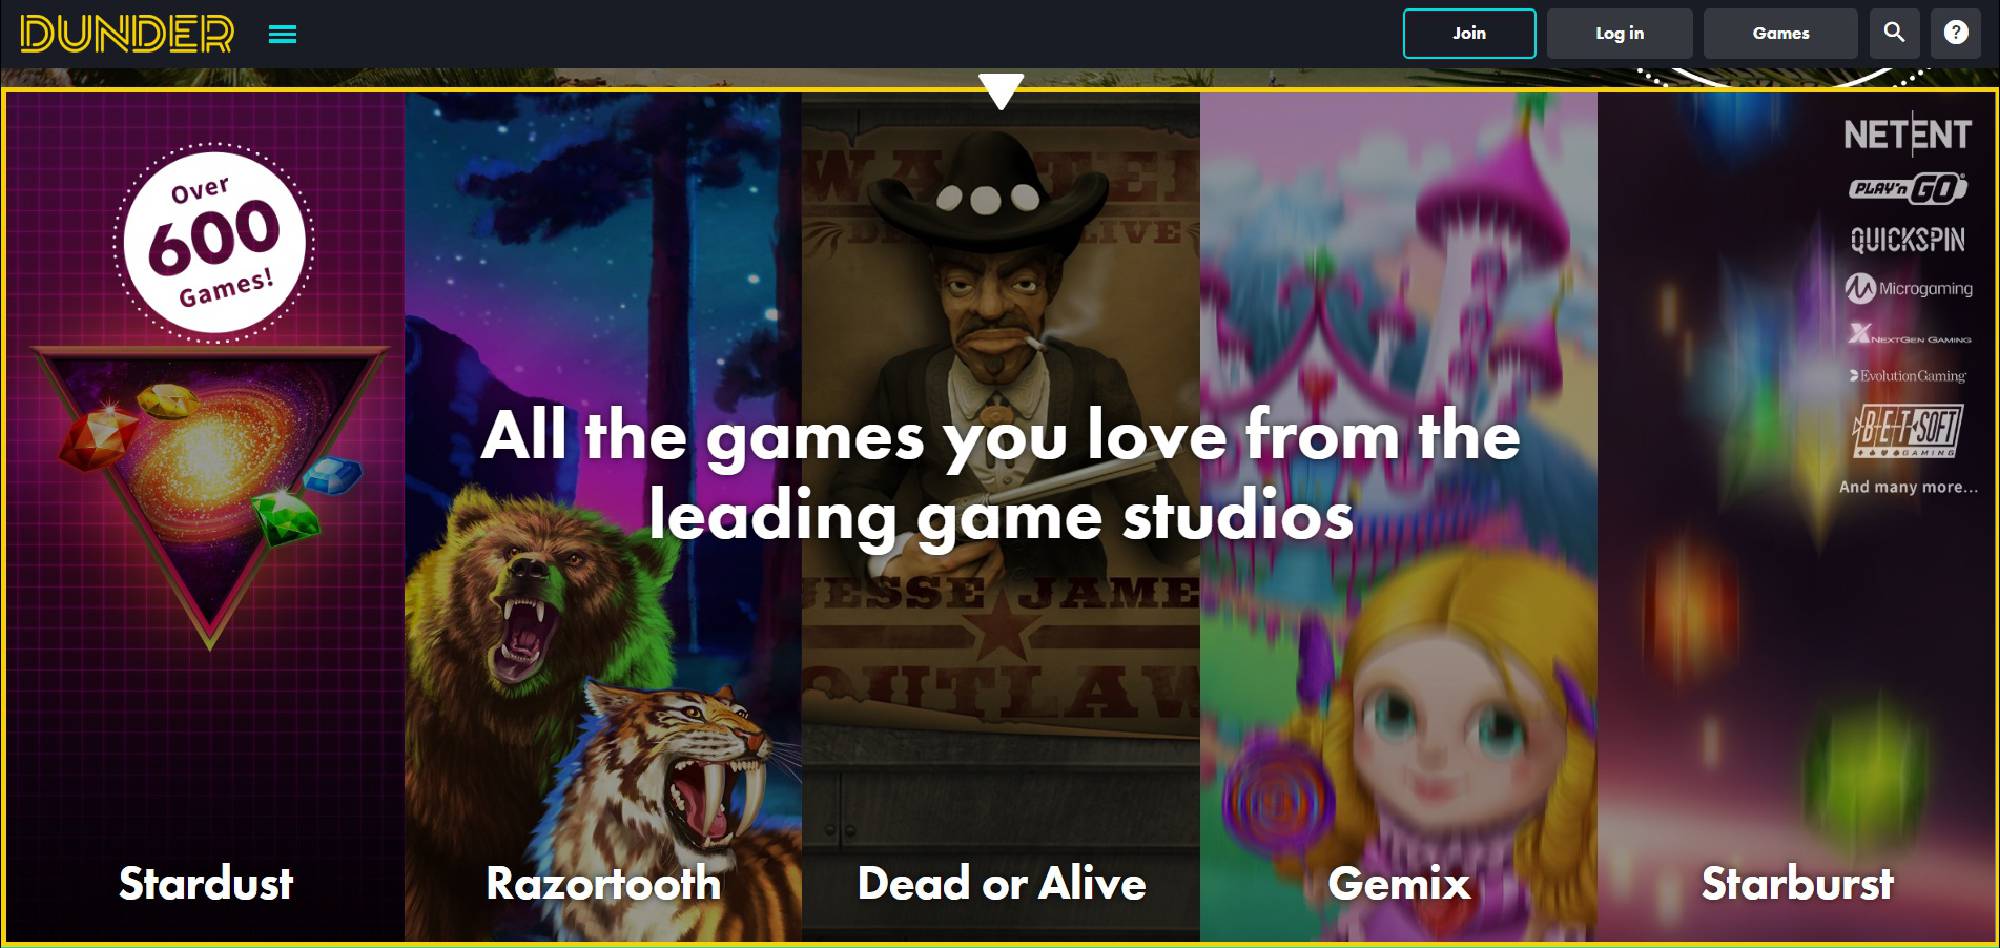 DUNDER
Join
Log in
Games
?
Over
600
Games!
WANTED
DEAD ALIVE
NETENT
PLAY'n GO
QUICKSPIN
Microgaming
NEXTGEN GAMING
Evolution Gaming
BETSOFT
GAMING
And many more...
All the games you love from the
leading game studios
JESSE JAMES
OUTLAW
Stardust
Razortooth
Dead or Alive
Gemix
Starburst